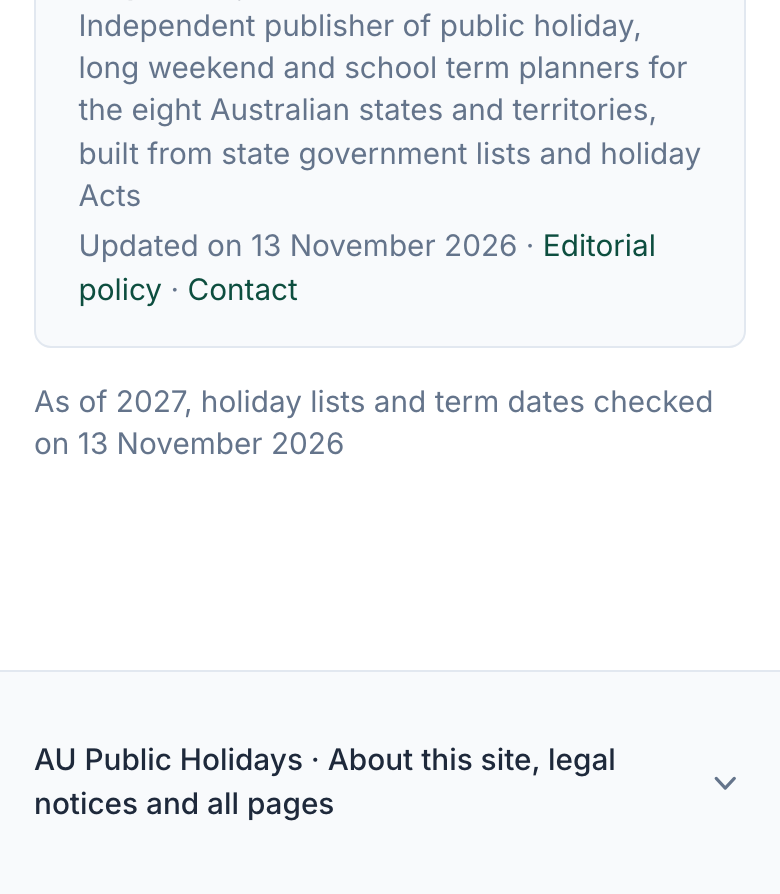 Independent publisher of public holiday,
long weekend and school term planners for
the eight Australian states and territories,
built from state government lists and holiday
Acts
Updated on 13 November 2026 · Editorial
policy · Contact
As of 2027, holiday lists and term dates checked
on 13 November 2026
AU Public Holidays · About this site, legal
notices and all pages